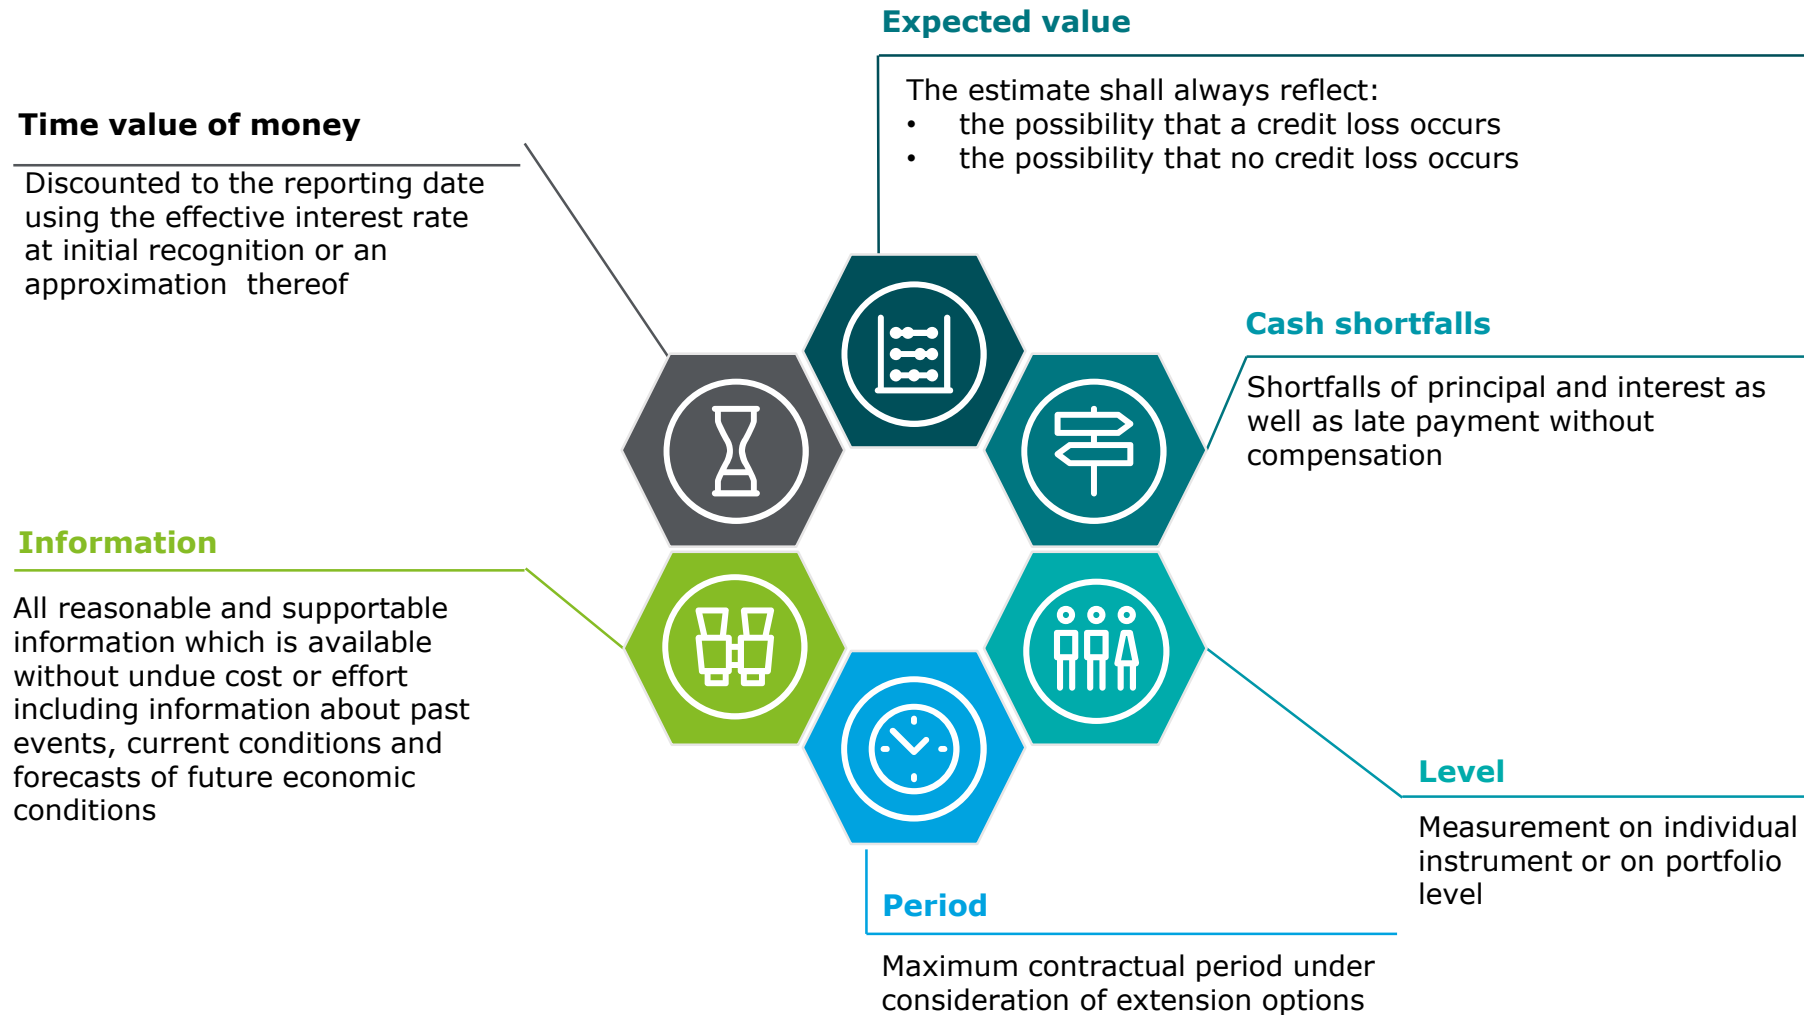 Expected value
The estimate shall always reflect:
• the possibility that a credit loss occurs
• the possibility that no credit loss occurs
Time value of money
Discounted to the reporting date
using the effective interest rate
at initial recognition or an
approximation thereof
Cash shortfalls
Shortfalls of principal and interest as
well as late payment without
compensation
Information
All reasonable and supportable
information which is available
without undue cost or effort
including information about past
events, current conditions and
forecasts of future economic
conditions
Level
Measurement on individual
instrument or on portfolio
level
Period
Maximum contractual period under
consideration of extension options